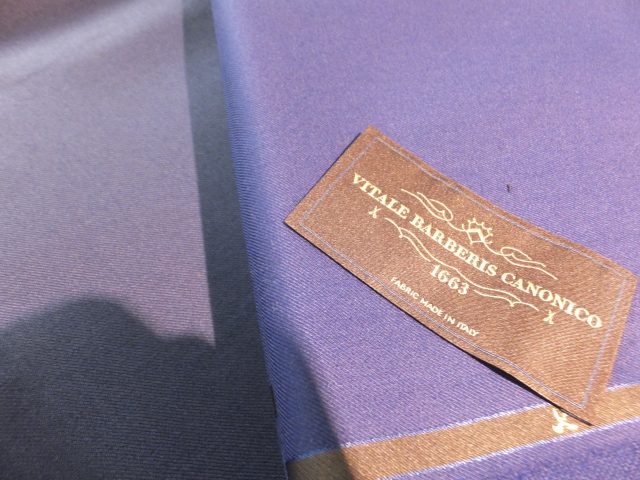 VITALE BARBERIS CANONICO
1663
FABRIC MADE IN ITALY